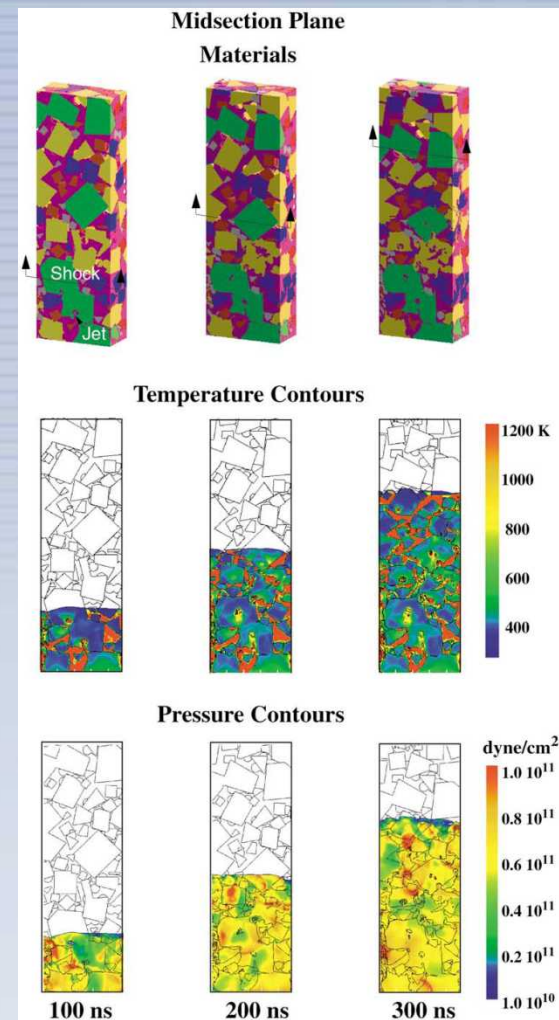 Midsection Plane
Materials
Shock
Jet
Temperature Contours
1200 K
1000
800
600
400
Pressure Contours
dyne/cm²
1.0 10¹¹
0.8 10¹¹
0.6 10¹¹
0.4 10¹¹
0.2 10¹¹
1.0 10¹⁰
100 ns 200 ns 300 ns